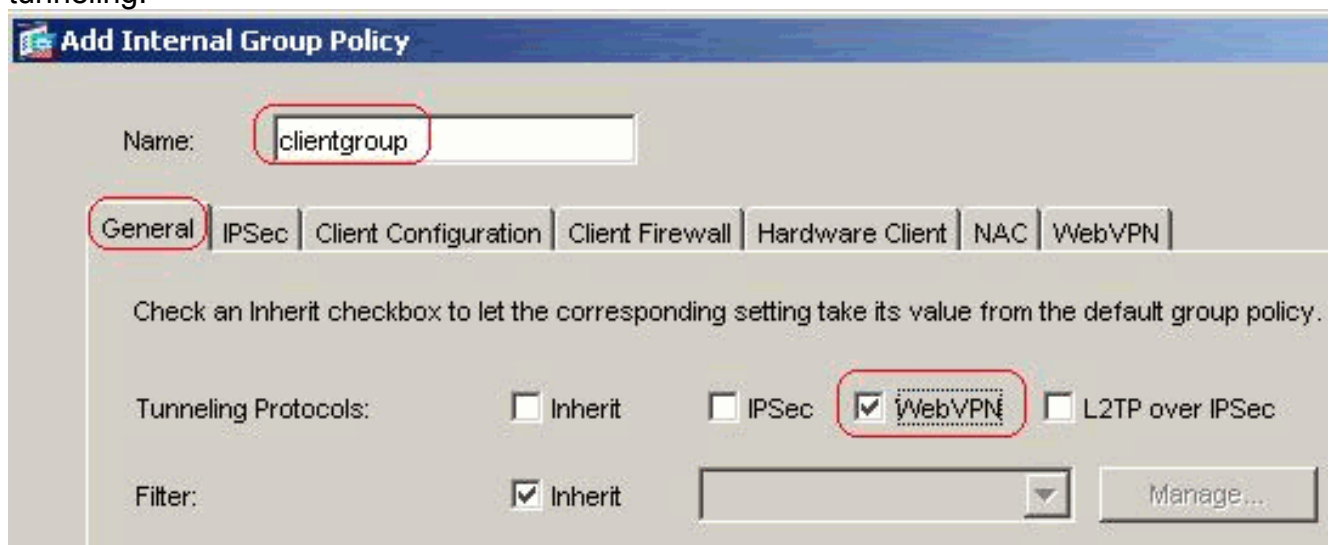 tunneling.
Add Internal Group Policy
Name: clientgroup
General IPSec Client Configuration Client Firewall Hardware Client NAC WebVPN
Check an Inherit checkbox to let the corresponding setting take its value from the default group policy.
Tunneling Protocols: Inherit IPSec WebVPN L2TP over IPSec
Filter: Inherit Manage...